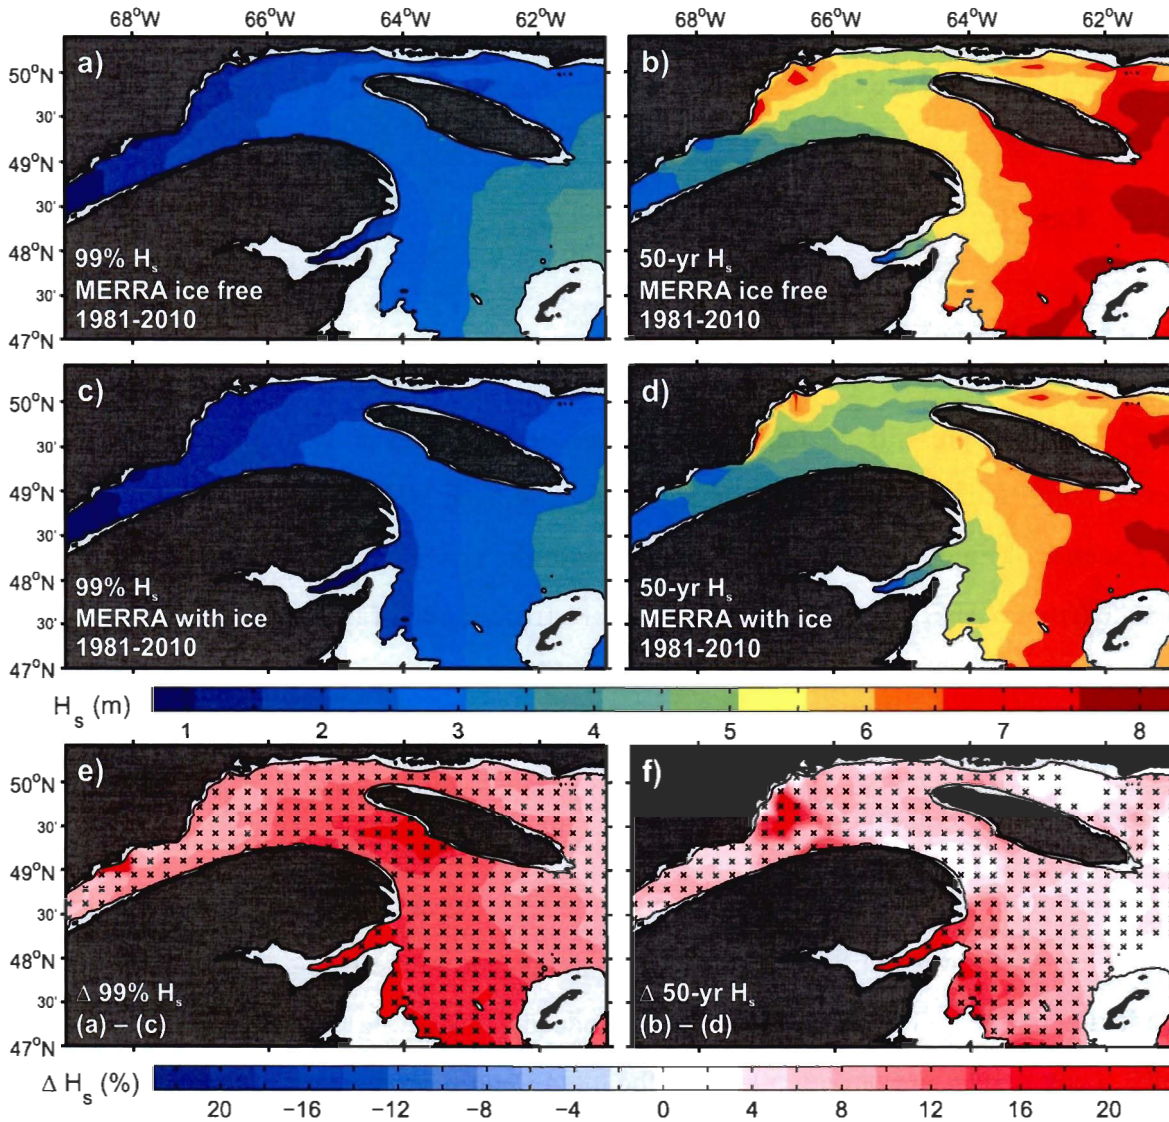 68°W 66°W 64°W 62°W 68°W 66°W 64°W 62°W
a) b)
50°N
30'
49°N
30'
48°N
30'
47°N
99% Hs
MERRA ice free
1981-2010
50-yr Hs
MERRA ice free
1981-2010
c) d)
50°N
30'
49°N
30'
48°N
30'
47°N
99% Hs
MERRA with ice
1981-2010
50-yr Hs
MERRA with ice
1981-2010
Hs (m)
1 2 3 4 5 6 7 8
e) f)
50°N
30'
49°N
30'
48°N
30'
47°N
Δ 99% Hs
(a) – (c)
Δ 50-yr Hs
(b) – (d)
Δ Hs (%)
20 −16 −12 −8 −4 0 4 8 12 16 20